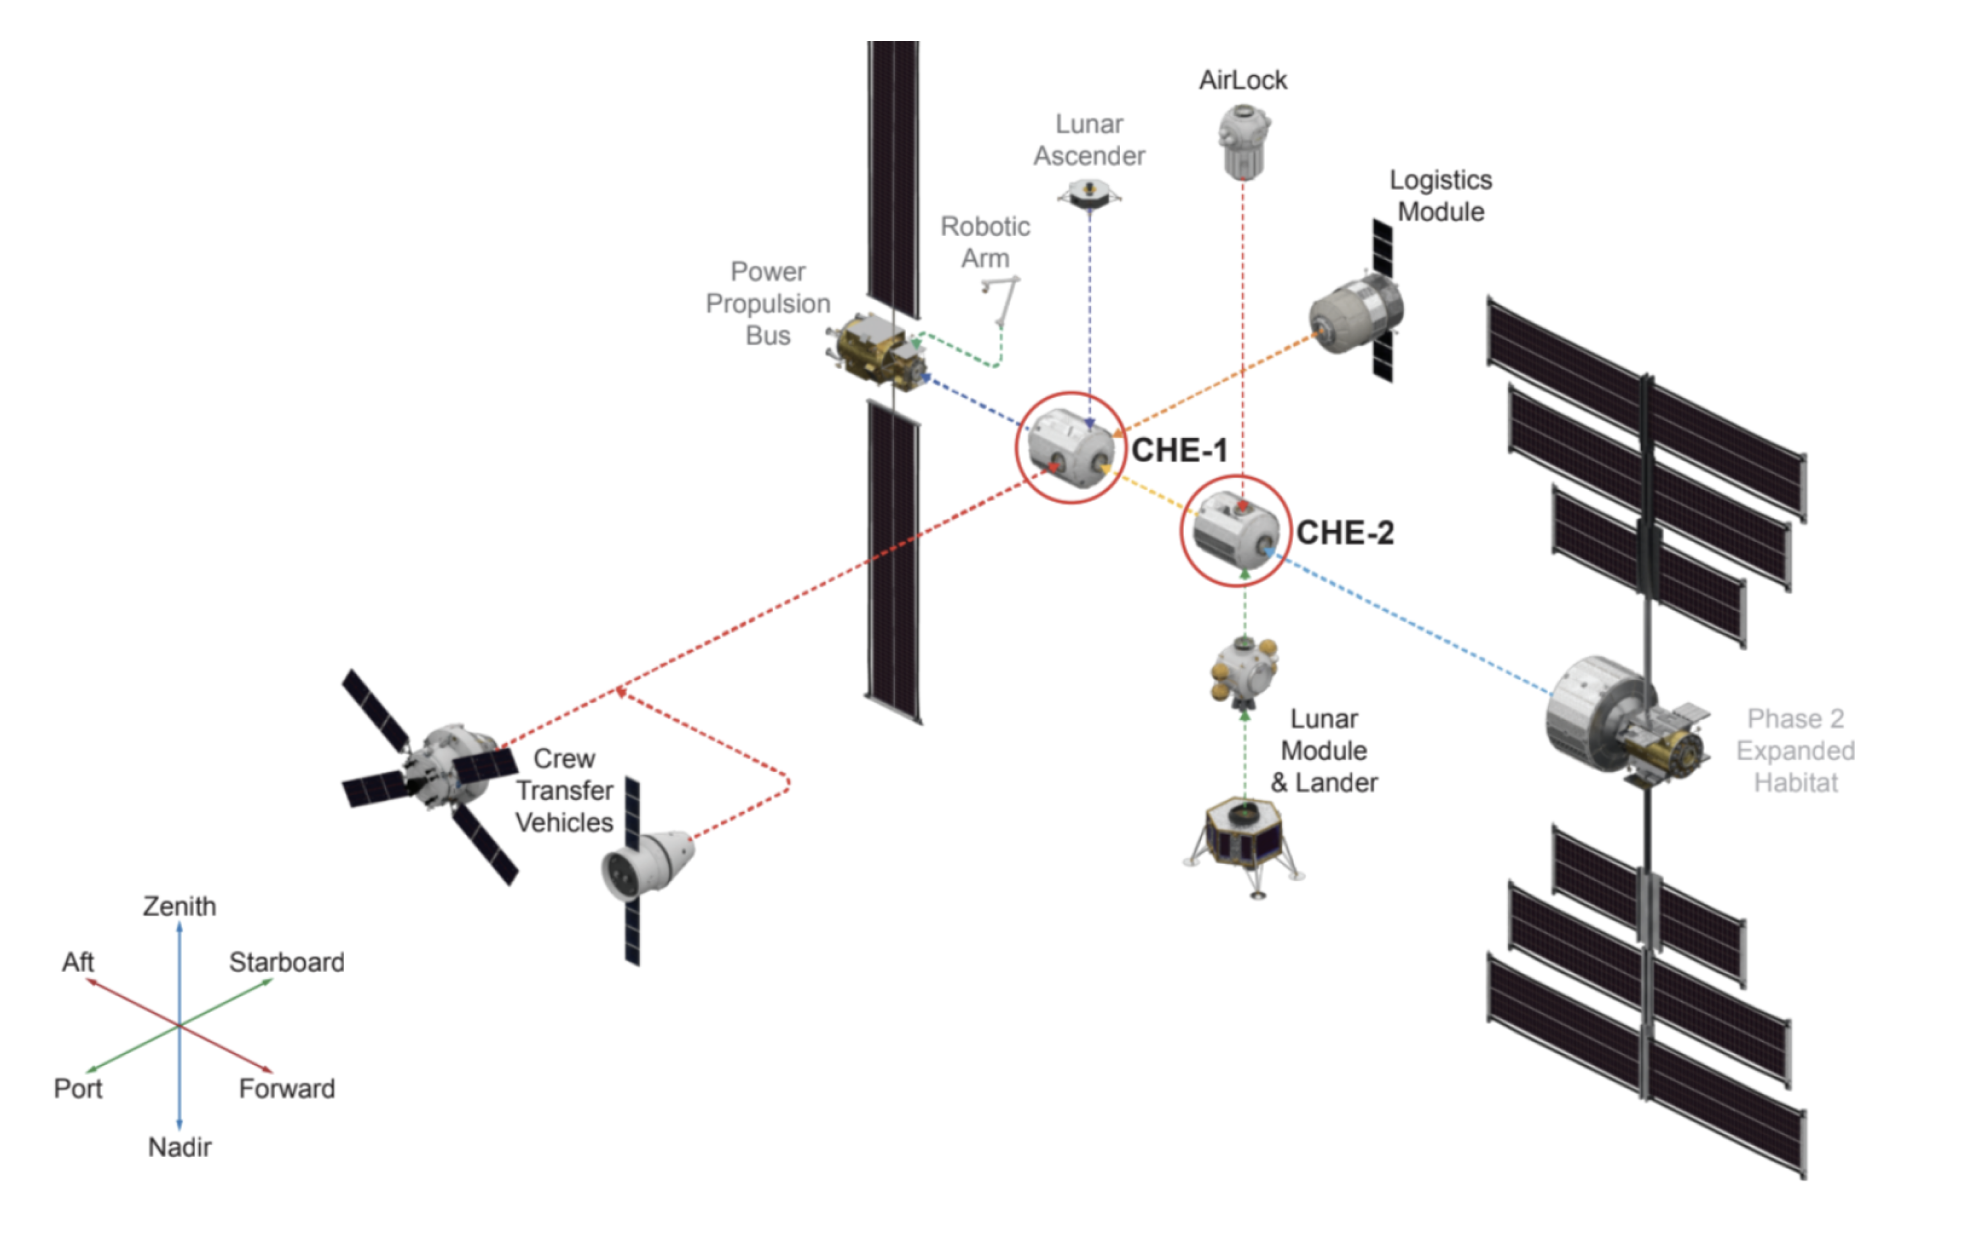 AirLock
Lunar
Ascender
Logistics
Module
Robotic
Arm
Power
Propulsion
Bus
CHE-1
CHE-2
Lunar
Module
& Lander
Phase 2
Expanded
Habitat
Crew
Transfer
Vehicles
Zenith
Aft
Starboard
Port
Forward
Nadir